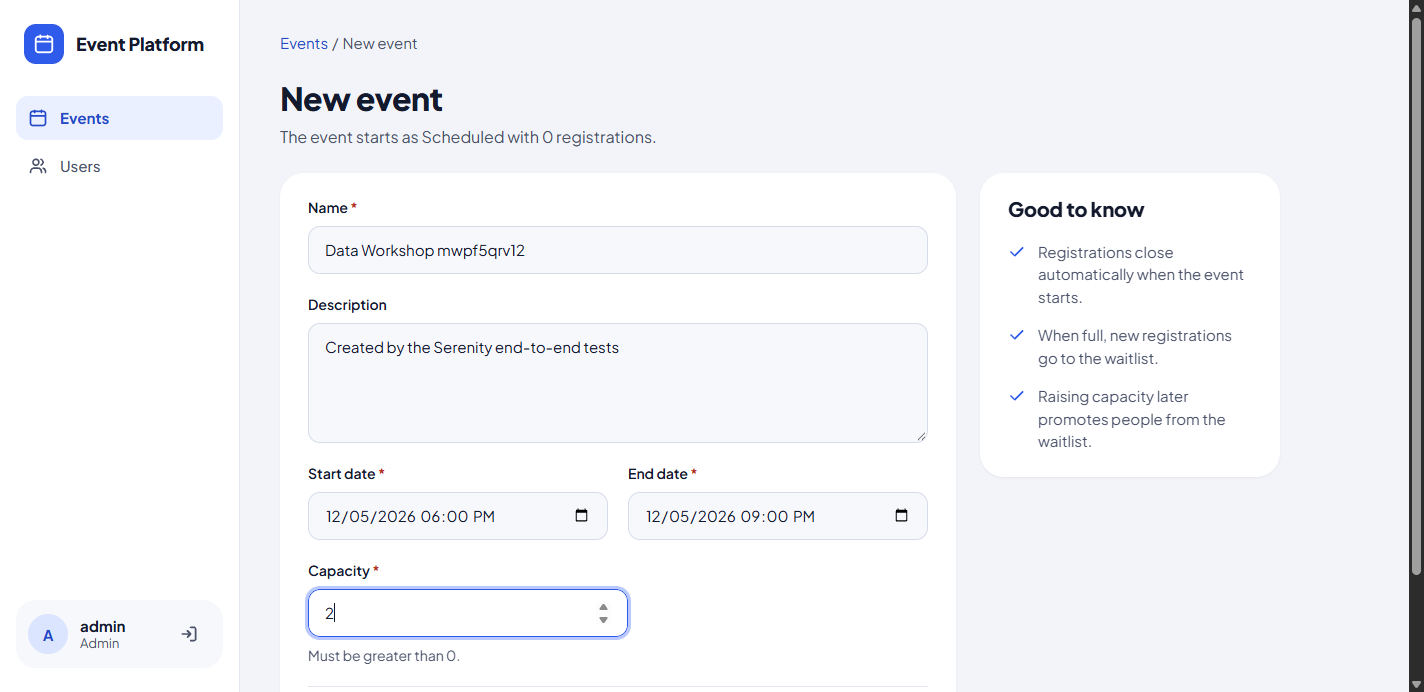 Event Platform
Events
Users
A
admin
Admin
Events / New event
New event
The event starts as Scheduled with 0 registrations.
Name *
Data Workshop mwpf5qrv12
Description
Created by the Serenity end-to-end tests
Start date *
End date *
12/05/2026 06:00 PM
12/05/2026 09:00 PM
Capacity *
2
Must be greater than 0.
Good to know
Registrations close
automatically when the event
starts.
When full, new registrations
go to the waitlist.
Raising capacity later
promotes people from the
waitlist.